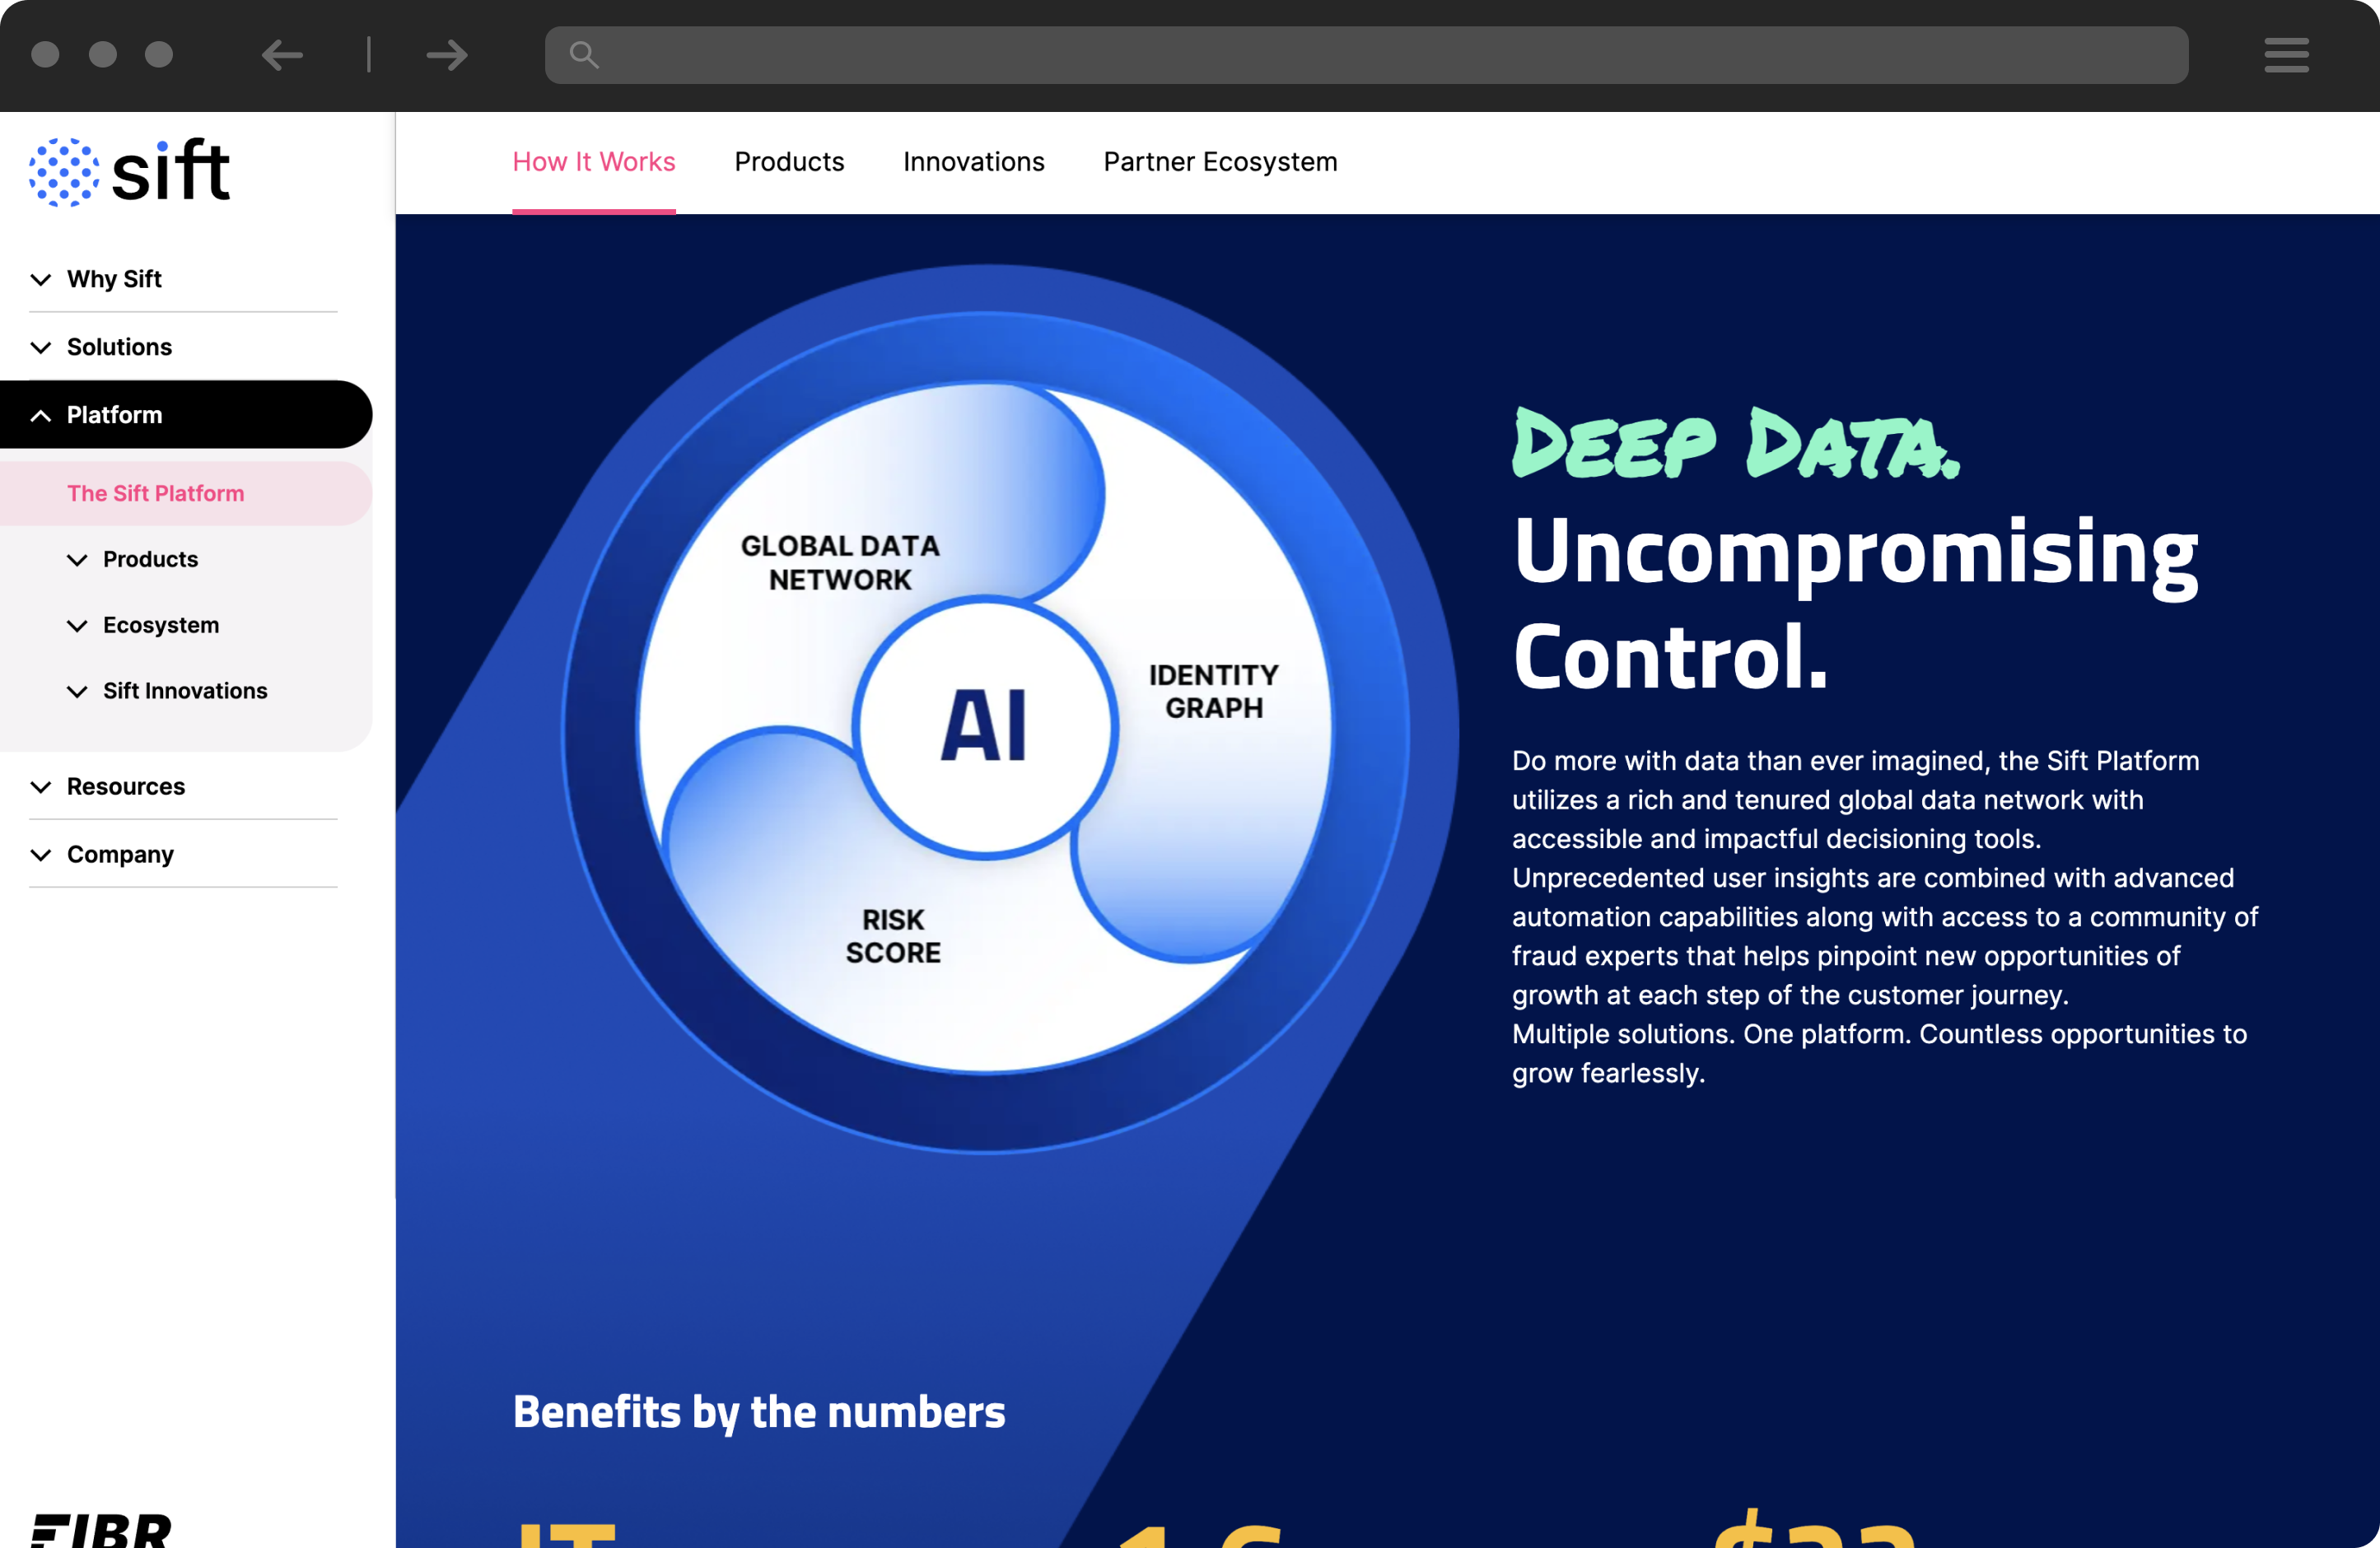 sift
Why Sift
Solutions
Platform
The Sift Platform
Products
Ecosystem
Sift Innovations
Resources
Company
FIBR
How It Works
Products
Innovations
Partner Ecosystem
GLOBAL DATA
NETWORK
IDENTITY
GRAPH
AI
RISK
SCORE
DEEP DATA.
Uncompromising
Control.
Do more with data than ever imagined, the Sift Platform
utilizes a rich and tenured global data network with
accessible and impactful decisioning tools.
Unprecedented user insights are combined with advanced
automation capabilities along with access to a community of
fraud experts that helps pinpoint new opportunities of
growth at each step of the customer journey.
Multiple solutions. One platform. Countless opportunities to
grow fearlessly.
Benefits by the numbers